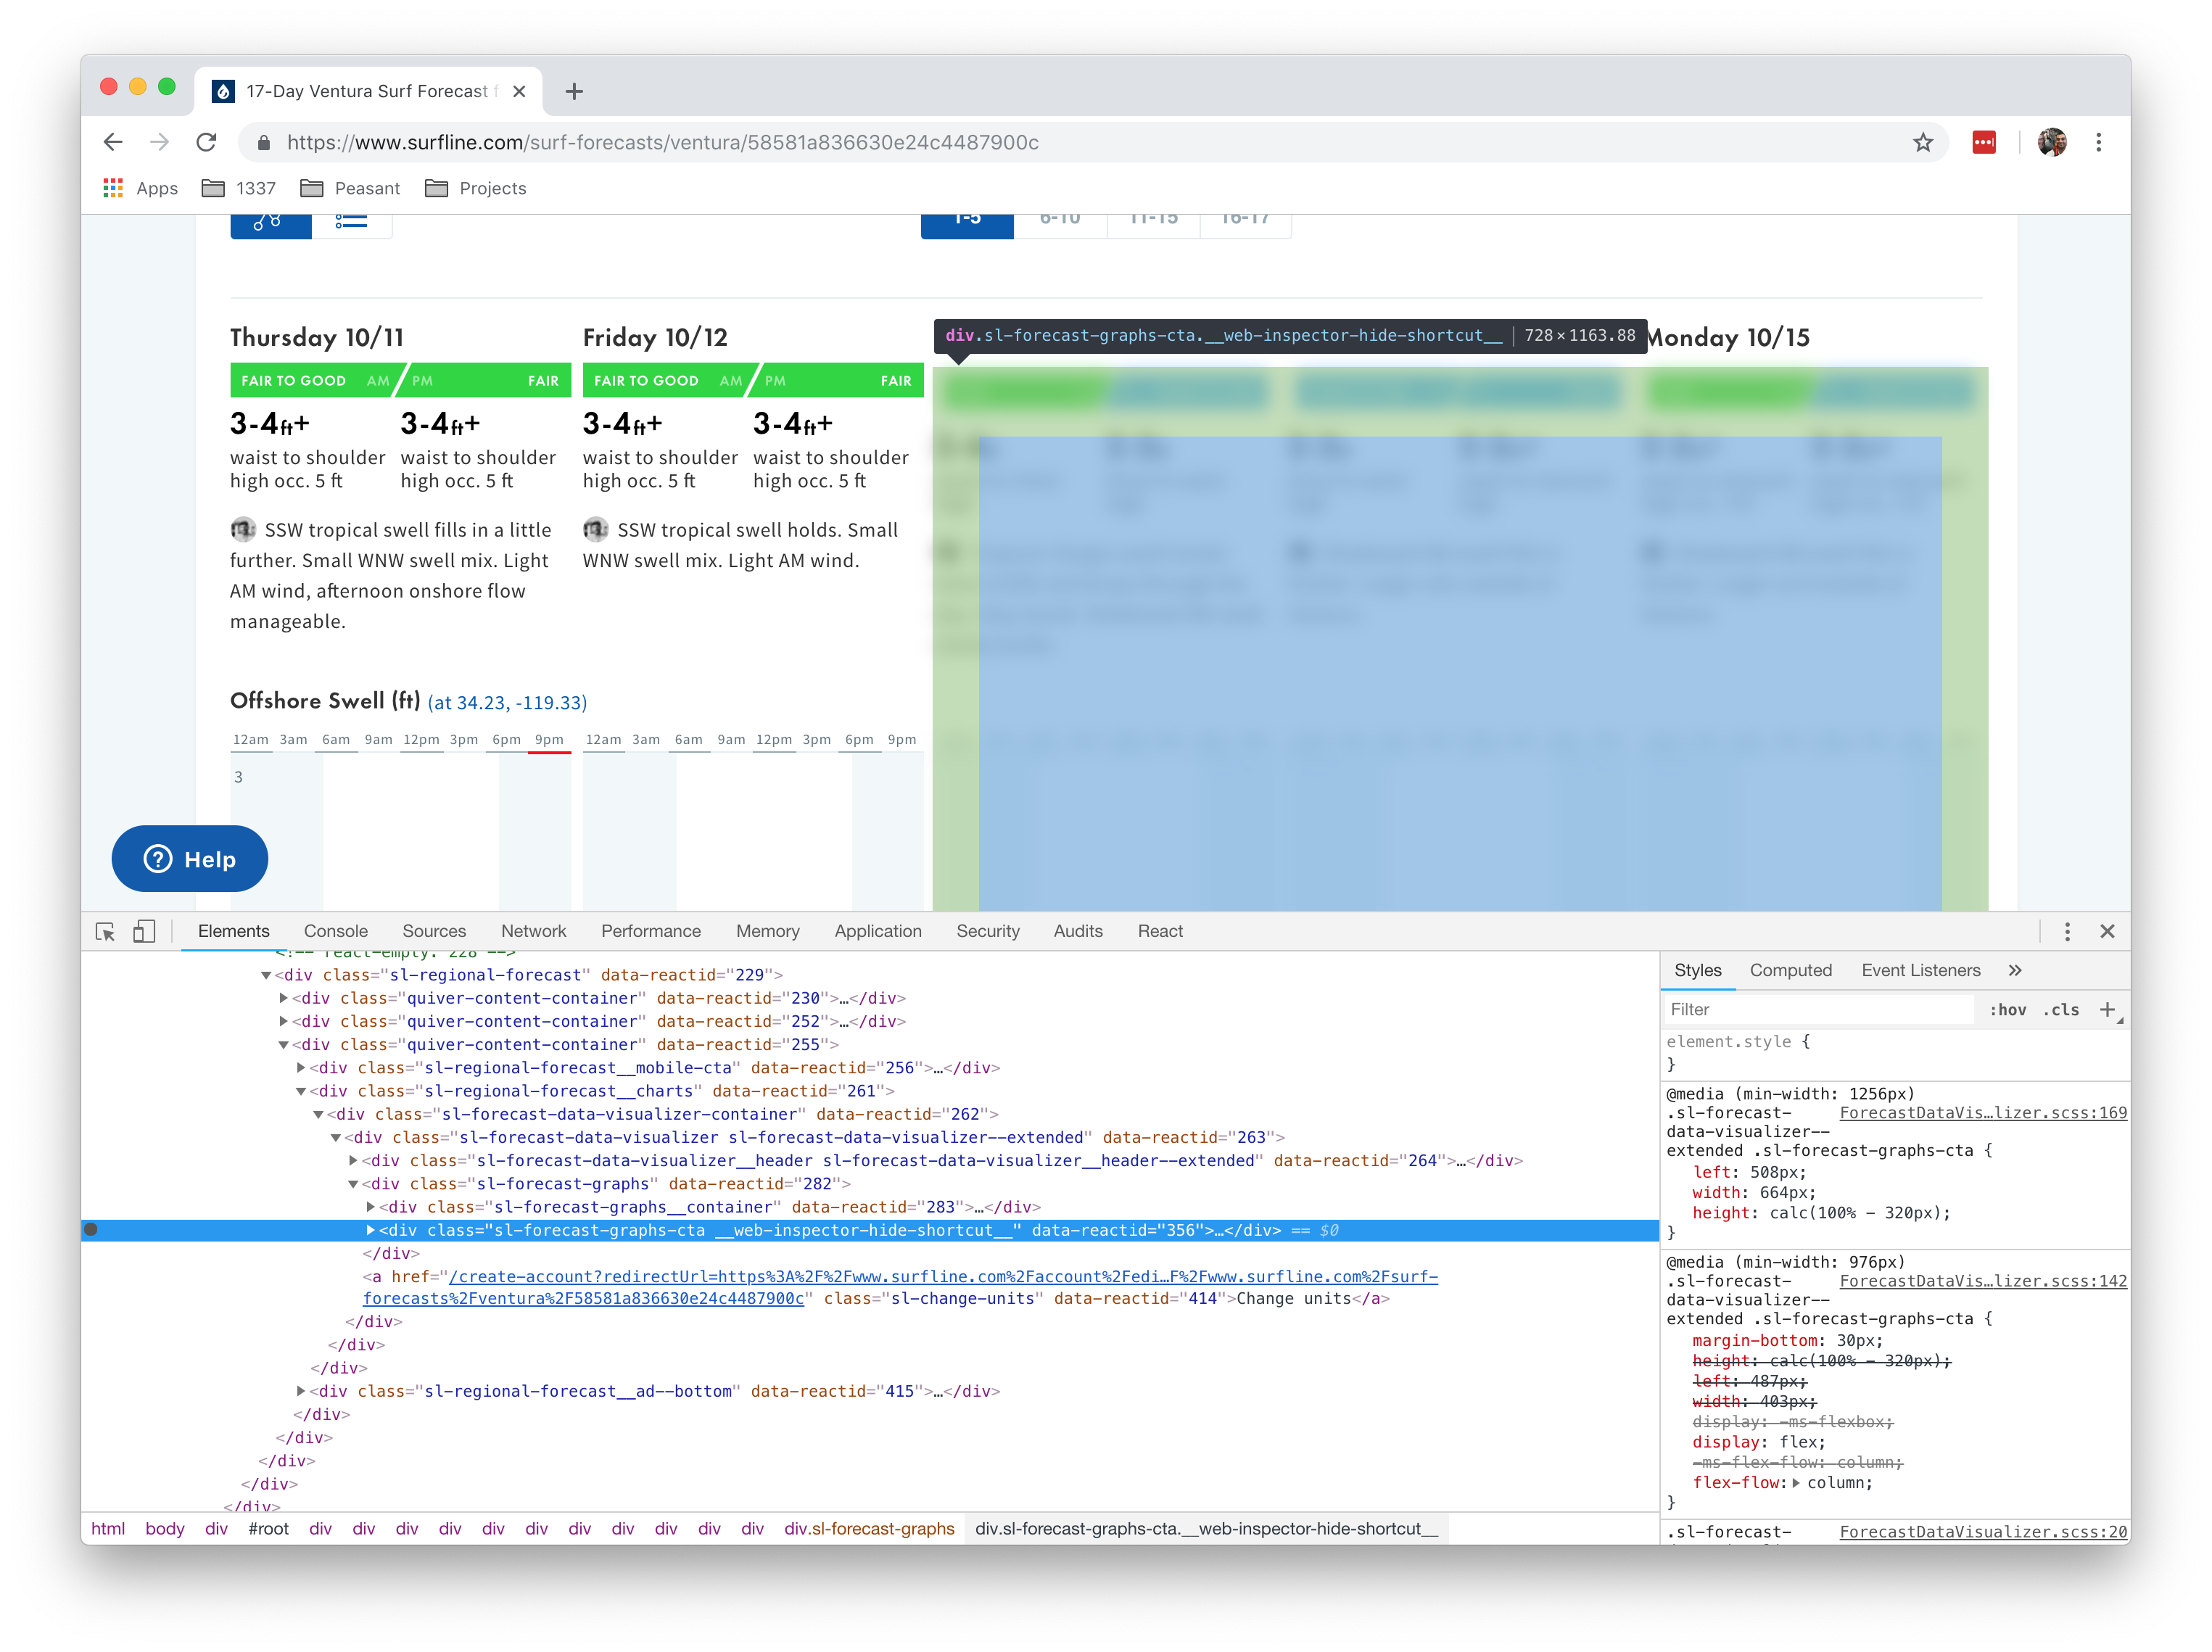 17-Day Ventura Surf Forecast f
https://www.surfline.com/surf-forecasts/ventura/58581a836630e24c4487900c
Apps 1337 Peasant Projects
1-5 6-10 11-15 16-17
Thursday 10/11 Friday 10/12 div.sl-forecast-graphs-cta.__web-inspector-hide-shortcut__ 728×1163.88 Monday 10/15
FAIR TO GOOD AM PM FAIR FAIR TO GOOD AM PM FAIR
3-4ft+ 3-4ft+ 3-4ft+ 3-4ft+
waist to shoulder waist to shoulder waist to shoulder waist to shoulder
high occ. 5 ft high occ. 5 ft high occ. 5 ft high occ. 5 ft
SSW tropical swell fills in a little SSW tropical swell holds. Small
further. Small WNW swell mix. Light WNW swell mix. Light AM wind.
AM wind, afternoon onshore flow
manageable.
Offshore Swell (ft) (at 34.23, -119.33)
12am 3am 6am 9am 12pm 3pm 6pm 9pm 12am 3am 6am 9am 12pm 3pm 6pm 9pm
3
Help
Elements Console Sources Network Performance Memory Application Security Audits React
<!-- react-empty: 228 -->
<div class="sl-regional-forecast" data-reactid="229">
<div class="quiver-content-container" data-reactid="230">…</div>
<div class="quiver-content-container" data-reactid="252">…</div>
<div class="quiver-content-container" data-reactid="255">
<div class="sl-regional-forecast__mobile-cta" data-reactid="256">…</div>
<div class="sl-regional-forecast__charts" data-reactid="261">
<div class="sl-forecast-data-visualizer-container" data-reactid="262">
<div class="sl-forecast-data-visualizer sl-forecast-data-visualizer--extended" data-reactid="263">
<div class="sl-forecast-data-visualizer__header sl-forecast-data-visualizer__header--extended" data-reactid="264">…</div>
<div class="sl-forecast-graphs" data-reactid="282">
<div class="sl-forecast-graphs__container" data-reactid="283">…</div>
<div class="sl-forecast-graphs-cta __web-inspector-hide-shortcut__" data-reactid="356">…</div> == $0
</div>
<a href="/create-account?redirectUrl=https%3A%2F%2Fwww.surfline.com%2Faccount%2Fedi…F%2Fwww.surfline.com%2Fsurf-
forecasts%2Fventura%2F58581a836630e24c4487900c" class="sl-change-units" data-reactid="414">Change units</a>
</div>
</div>
</div>
<div class="sl-regional-forecast__ad--bottom" data-reactid="415">…</div>
</div>
</div>
</div>
</div>
</div>
html body div #root div div div div div div div div div div div div.sl-forecast-graphs div.sl-forecast-graphs-cta.__web-inspector-hide-shortcut__
Styles Computed Event Listeners »
Filter :hov .cls +
element.style {
}
@media (min-width: 1256px)
.sl-forecast- ForecastDataVis…lizer.scss:169
data-visualizer--
extended .sl-forecast-graphs-cta {
left: 508px;
width: 664px;
height: calc(100% - 320px);
}
@media (min-width: 976px)
.sl-forecast- ForecastDataVis…lizer.scss:142
data-visualizer--
extended .sl-forecast-graphs-cta {
margin-bottom: 30px;
height: calc(100% - 320px);
left: 487px;
width: 403px;
display: -ms-flexbox;
display: flex;
-ms-flex-flow: column;
flex-flow: column;
}
.sl-forecast- ForecastDataVisualizer.scss:20